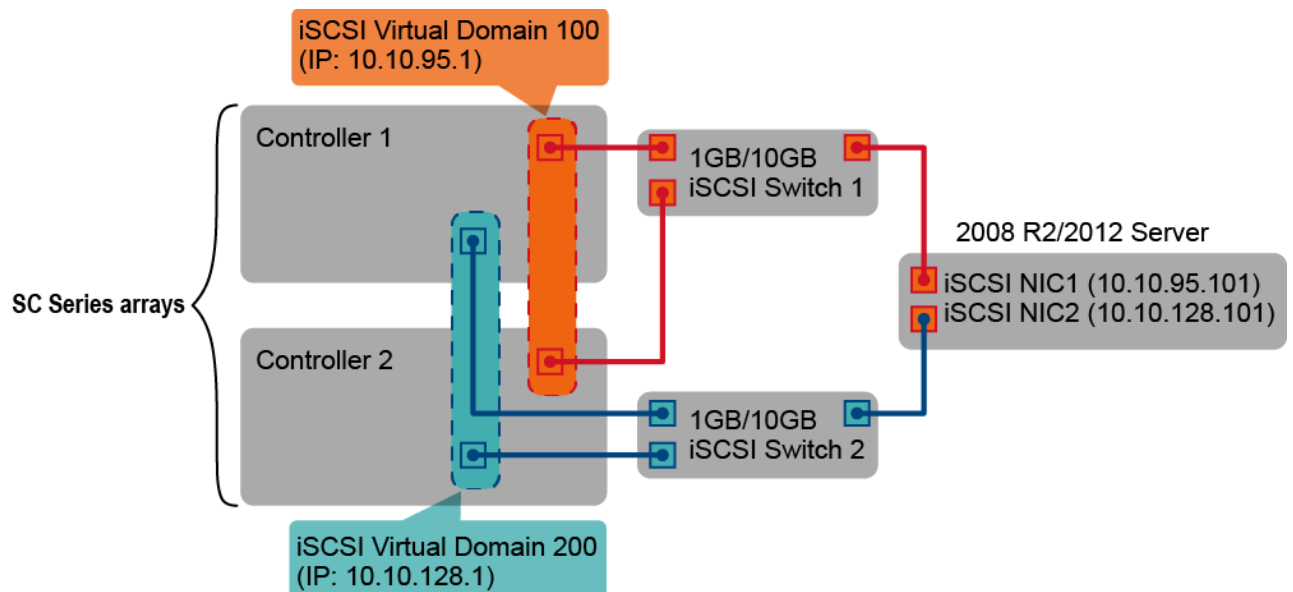 iSCSI Virtual Domain 100
(IP: 10.10.95.1)
Controller 1
1GB/10GB
iSCSI Switch 1
2008 R2/2012 Server
iSCSI NIC1 (10.10.95.101)
iSCSI NIC2 (10.10.128.101)
SC Series arrays
Controller 2
1GB/10GB
iSCSI Switch 2
iSCSI Virtual Domain 200
(IP: 10.10.128.1)